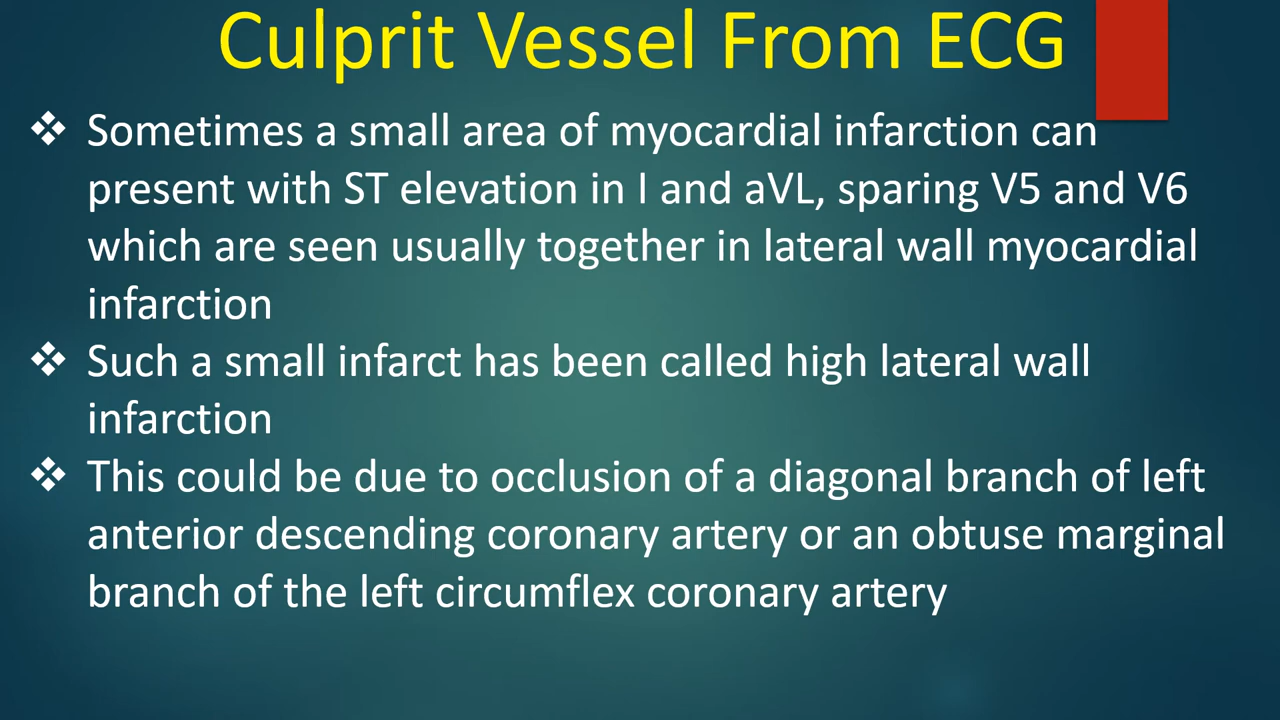 Culprit Vessel From ECG
❖ Sometimes a small area of myocardial infarction can
present with ST elevation in I and aVL, sparing V5 and V6
which are seen usually together in lateral wall myocardial
infarction
❖ Such a small infarct has been called high lateral wall
infarction
❖ This could be due to occlusion of a diagonal branch of left
anterior descending coronary artery or an obtuse marginal
branch of the left circumflex coronary artery